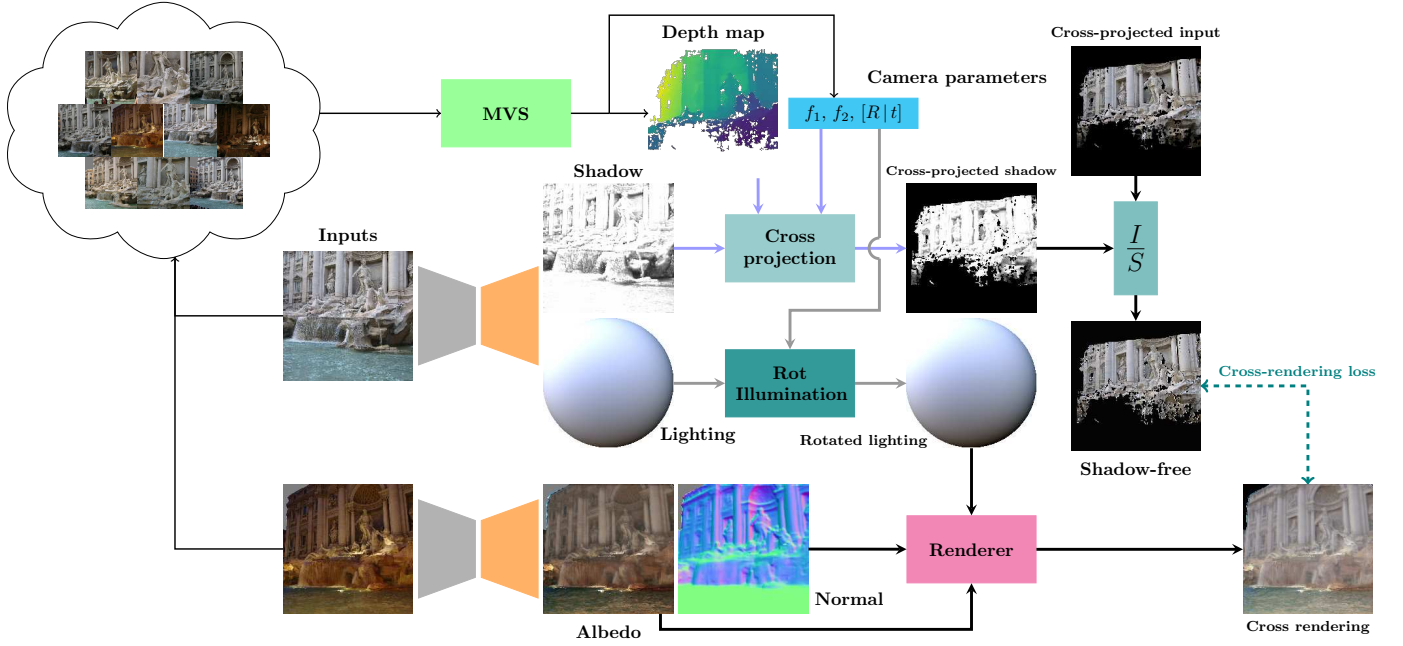 Cross-projected input
Depth map
Camera parameters
MVS
f₁, f₂, [R | t]
Shadow
Cross-projected shadow
Inputs
Cross
projection
I
S
Rot
Illumination
Cross-rendering loss
Lighting
Rotated lighting
Shadow-free
Renderer
Normal
Albedo
Cross rendering